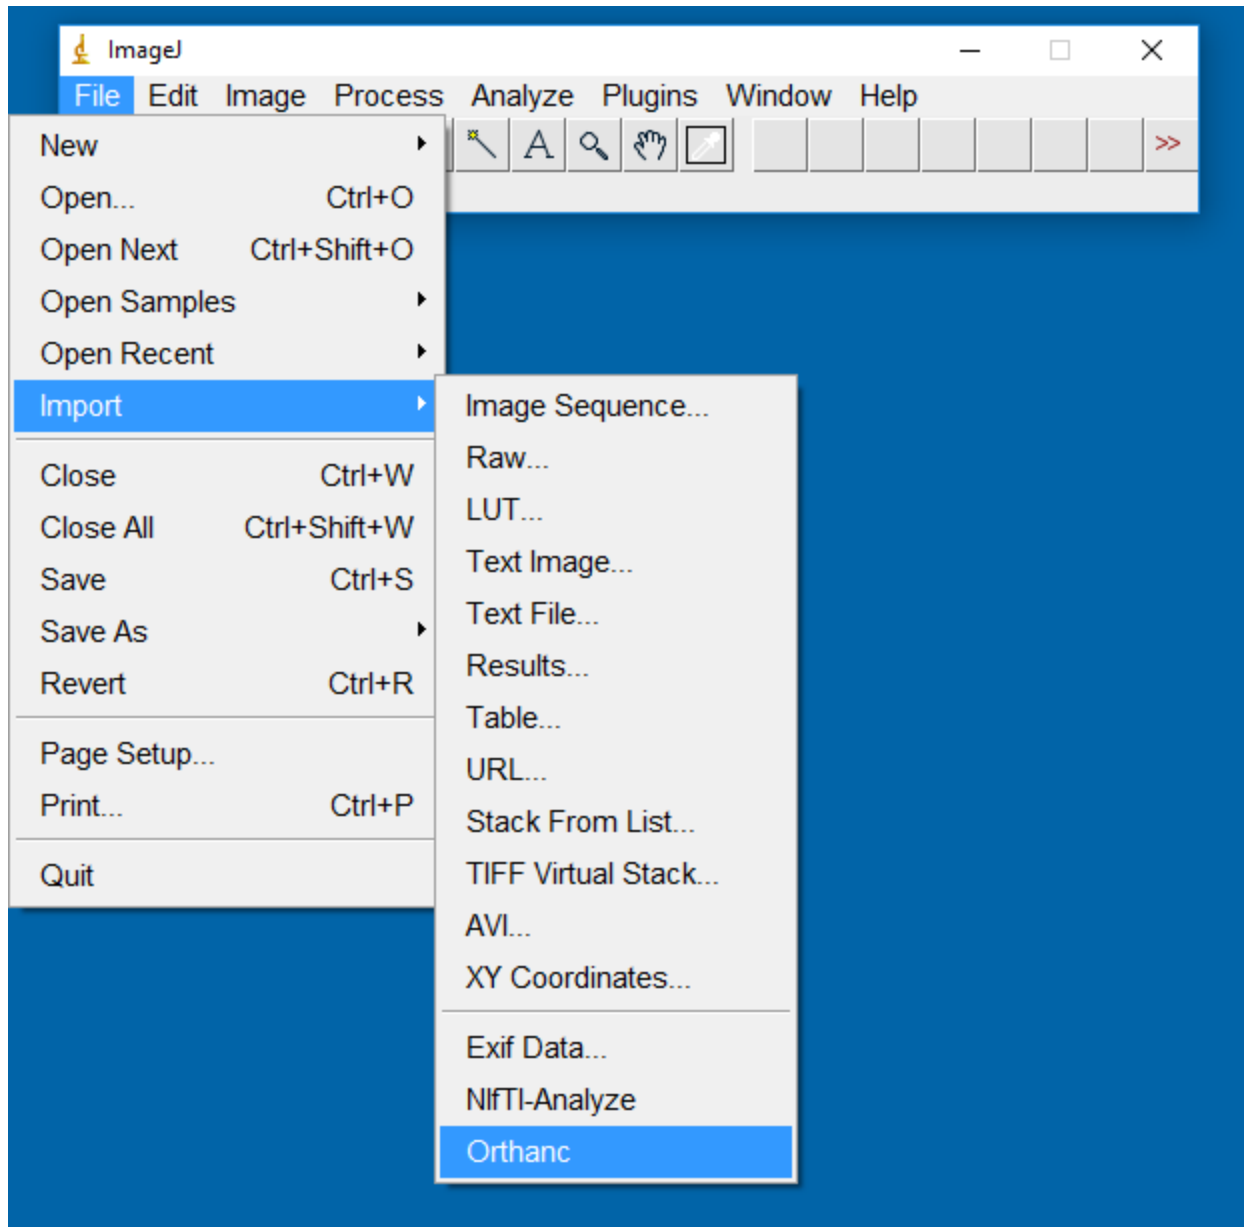 ImageJ
File Edit Image Process Analyze Plugins Window Help
A >>
New
Open... Ctrl+O
Open Next Ctrl+Shift+O
Open Samples
Open Recent
Import
Close Ctrl+W
Close All Ctrl+Shift+W
Save Ctrl+S
Save As
Revert Ctrl+R
Page Setup...
Print... Ctrl+P
Quit
Image Sequence...
Raw...
LUT...
Text Image...
Text File...
Results...
Table...
URL...
Stack From List...
TIFF Virtual Stack...
AVI...
XY Coordinates...
Exif Data...
NIfTI-Analyze
Orthanc